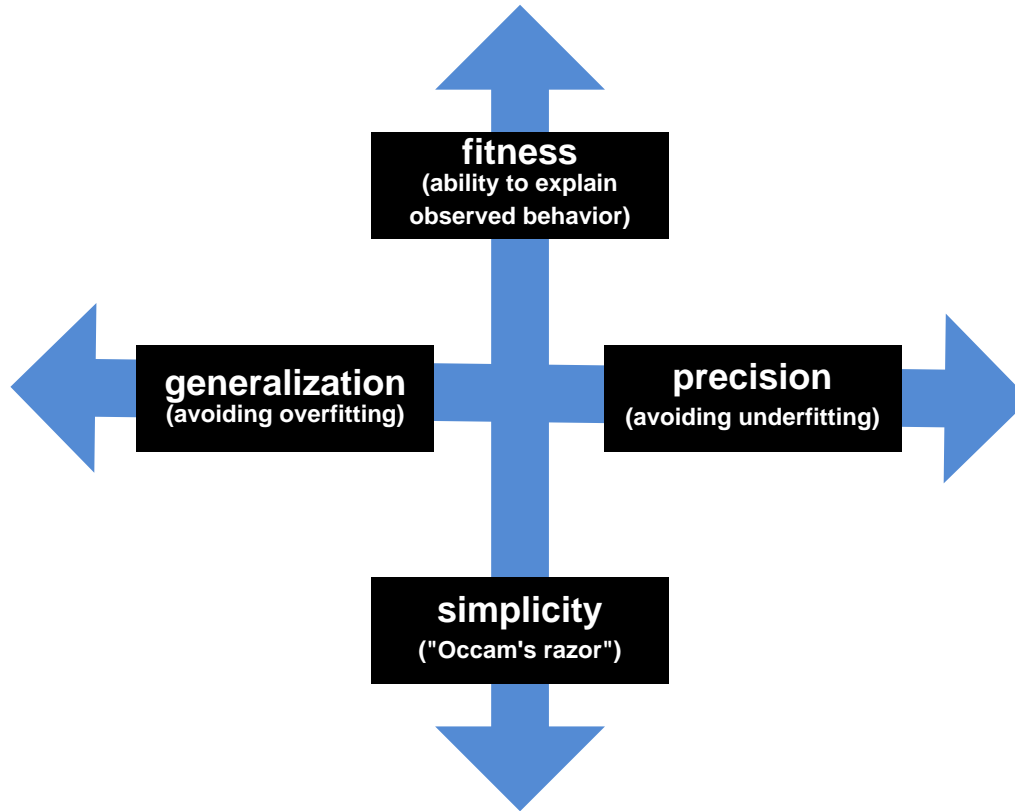 fitness
(ability to explain
observed behavior)
generalization
(avoiding overfitting)
precision
(avoiding underfitting)
simplicity
("Occam's razor")